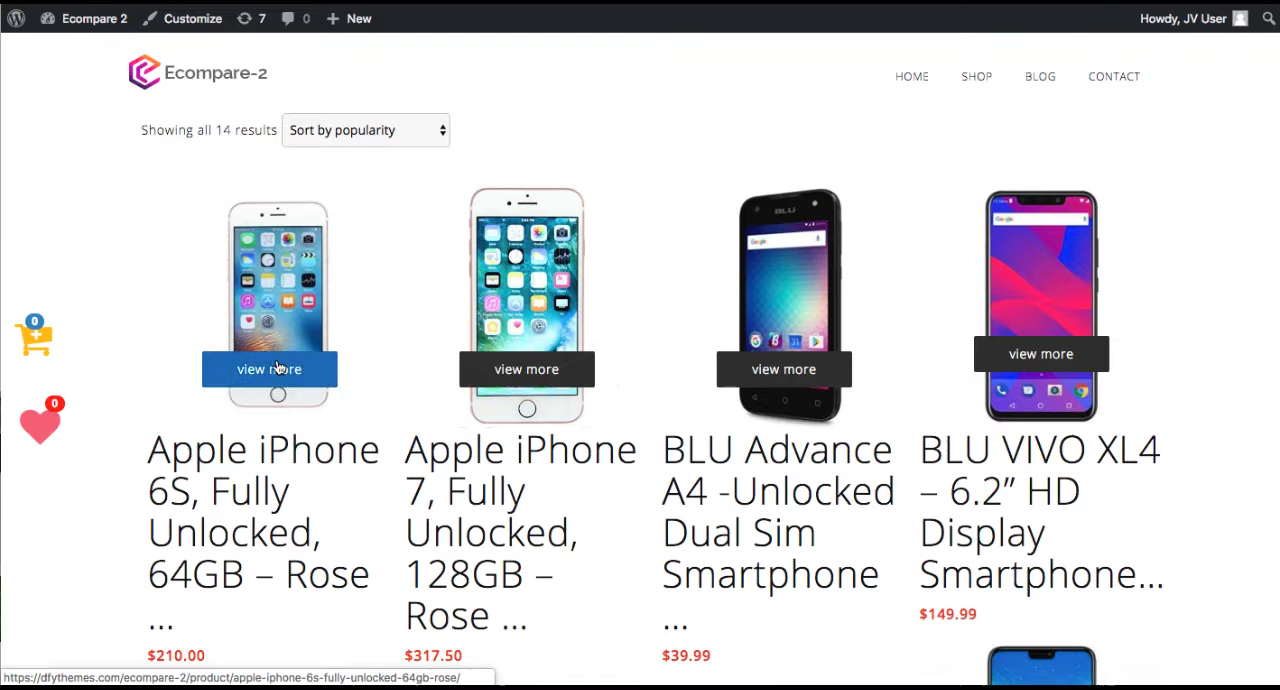 Ecompare 2
Customize
7
0
New
Howdy, JV User
Ecompare-2
HOME
SHOP
BLOG
CONTACT
Showing all 14 results
Sort by popularity
BLU
Google
Google
view more
view more
view more
view more
0
0
Apple iPhone
6S, Fully
Unlocked,
64GB – Rose
...
$210.00
Apple iPhone
7, Fully
Unlocked,
128GB –
Rose ...
$317.50
BLU Advance
A4 -Unlocked
Dual Sim
Smartphone
...
$39.99
BLU VIVO XL4
– 6.2” HD
Display
Smartphone...
$149.99
https://dfythemes.com/ecompare-2/product/apple-iphone-6s-fully-unlocked-64gb-rose/